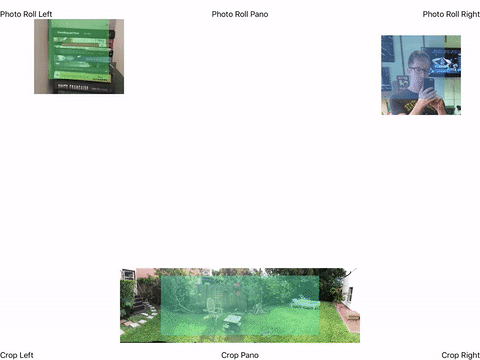 Photo Roll Left
Photo Roll Pano
Photo Roll Right
Crop Left
Crop Pano
Crop Right